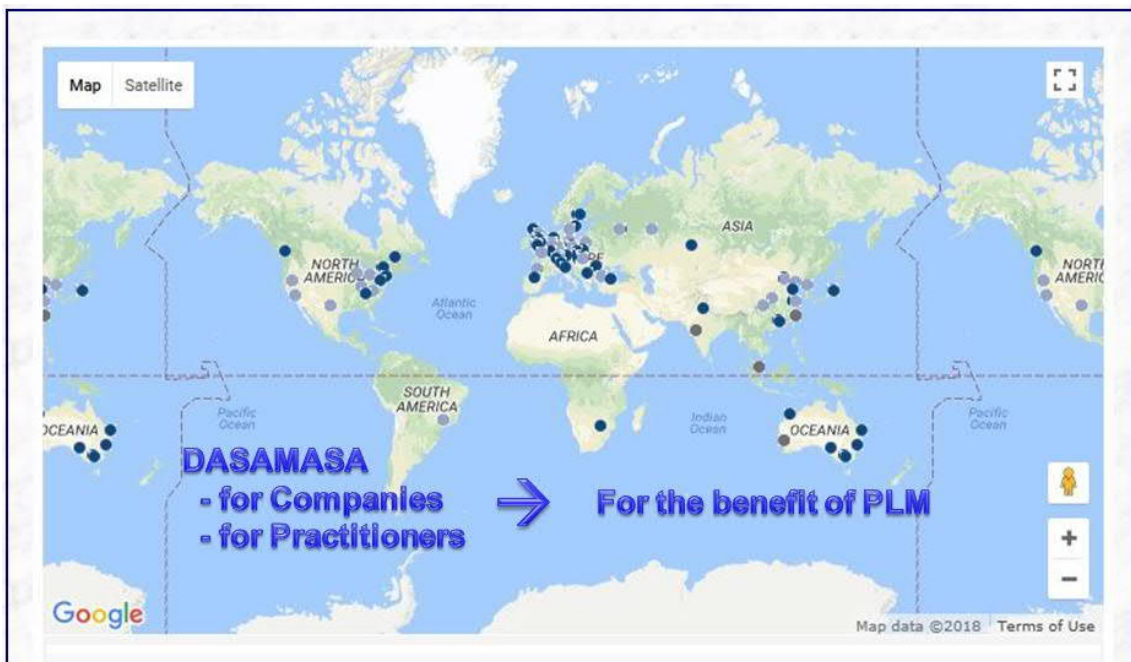 Map Satellite
ASIA
NORTH
AMERICA
NORTH
AMERI
Atlantic
Ocean
AFRICA
SOUTH
AMERICA
Pacific
Ocean
Indian
Ocean
Pacific
Ocean
OCEANIA
OCEANIA
DASAMASA
- for Companies
- for Practitioners
For the benefit of PLM
+
−
Google
Map data ©2018 Terms of Use